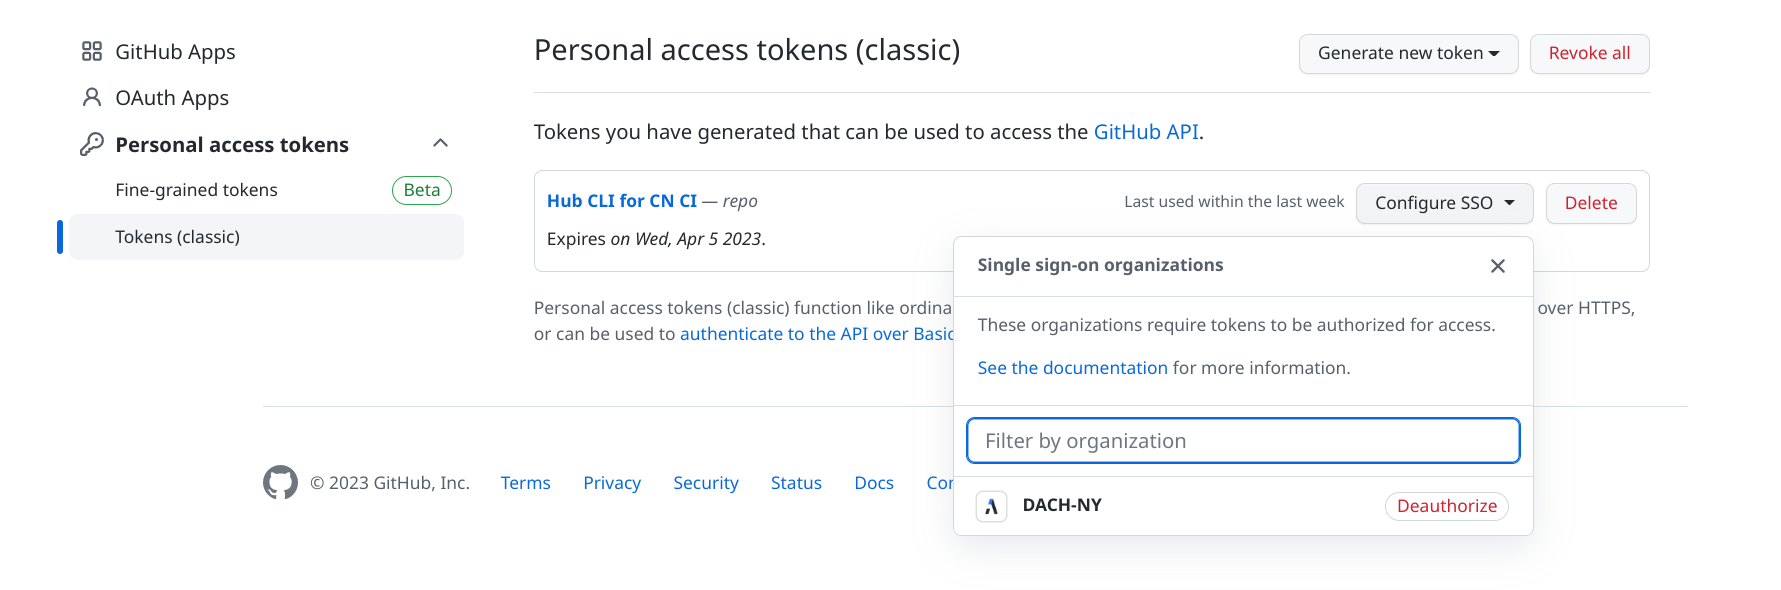 GitHub Apps
OAuth Apps
Personal access tokens
Fine-grained tokens Beta
Tokens (classic)
Personal access tokens (classic)
Generate new token Revoke all
Tokens you have generated that can be used to access the GitHub API.
Hub CLI for CN CI — repo Last used within the last week Configure SSO Delete
Expires on Wed, Apr 5 2023.
Personal access tokens (classic) function like over HTTPS,
or can be used to authenticate to the API over
Single sign-on organizations
These organizations require tokens to be authorized for access.
See the documentation for more information.
Filter by organization
DACH-NY Deauthorize
© 2023 GitHub, Inc. Terms Privacy Security Status Docs